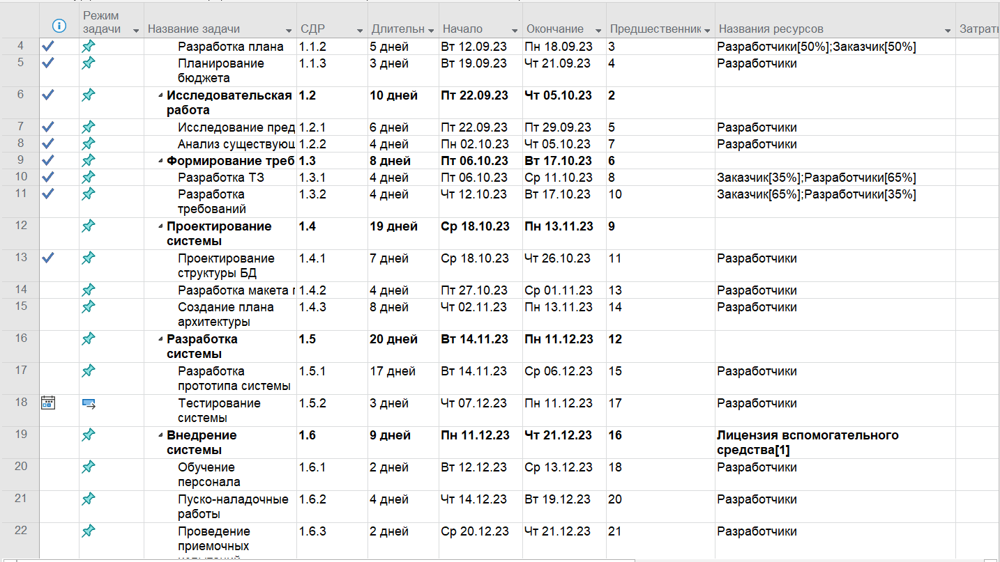 Режим задачи Название задачи СДР Длительн Начало Окончание Предшественник Названия ресурсов Затраты
4 Разработка плана 1.1.2 5 дней Вт 12.09.23 Пн 18.09.23 3 Разработчики[50%];Заказчик[50%]
5 Планирование бюджета 1.1.3 3 дней Вт 19.09.23 Чт 21.09.23 4 Разработчики
6 Исследовательская работа 1.2 10 дней Пт 22.09.23 Чт 05.10.23 2
7 Исследование пред 1.2.1 6 дней Пт 22.09.23 Пт 29.09.23 5 Разработчики
8 Анализ существующ 1.2.2 4 дней Пн 02.10.23 Чт 05.10.23 7 Разработчики
9 Формирование треб 1.3 8 дней Пт 06.10.23 Вт 17.10.23 6
10 Разработка ТЗ 1.3.1 4 дней Пт 06.10.23 Ср 11.10.23 8 Заказчик[35%];Разработчики[65%]
11 Разработка требований 1.3.2 4 дней Чт 12.10.23 Вт 17.10.23 10 Заказчик[65%];Разработчики[35%]
12 Проектирование системы 1.4 19 дней Ср 18.10.23 Пн 13.11.23 9
13 Проектирование структуры БД 1.4.1 7 дней Ср 18.10.23 Чт 26.10.23 11 Разработчики
14 Разработка макета 1.4.2 4 дней Пт 27.10.23 Ср 01.11.23 13 Разработчики
15 Создание плана архитектуры 1.4.3 8 дней Чт 02.11.23 Пн 13.11.23 14 Разработчики
16 Разработка системы 1.5 20 дней Вт 14.11.23 Пн 11.12.23 12
17 Разработка прототипа системы 1.5.1 17 дней Вт 14.11.23 Ср 06.12.23 15 Разработчики
18 Тестирование системы 1.5.2 3 дней Чт 07.12.23 Пн 11.12.23 17 Разработчики
19 Внедрение системы 1.6 9 дней Пн 11.12.23 Чт 21.12.23 16 Лицензия вспомогательного средства[1]
20 Обучение персонала 1.6.1 2 дней Вт 12.12.23 Ср 13.12.23 18 Разработчики
21 Пуско-наладочные работы 1.6.2 4 дней Чт 14.12.23 Вт 19.12.23 20 Разработчики
22 Проведение приемочных 1.6.3 2 дней Ср 20.12.23 Чт 21.12.23 21 Разработчики